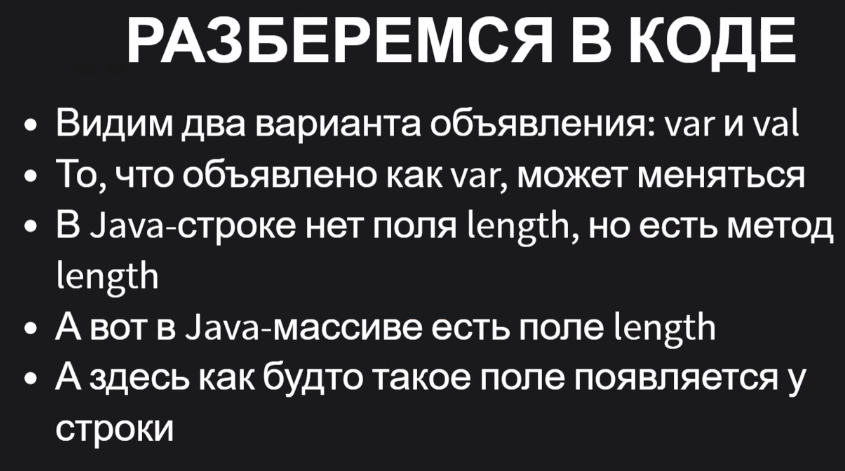 РАЗБЕРЕМСЯ В КОДЕ
• Видим два варианта объявления: var и val
• То, что объявлено как var, может меняться
• В Java-строке нет поля length, но есть метод
length
• А вот в Java-массиве есть поле length
• А здесь как будто такое поле появляется у
строки